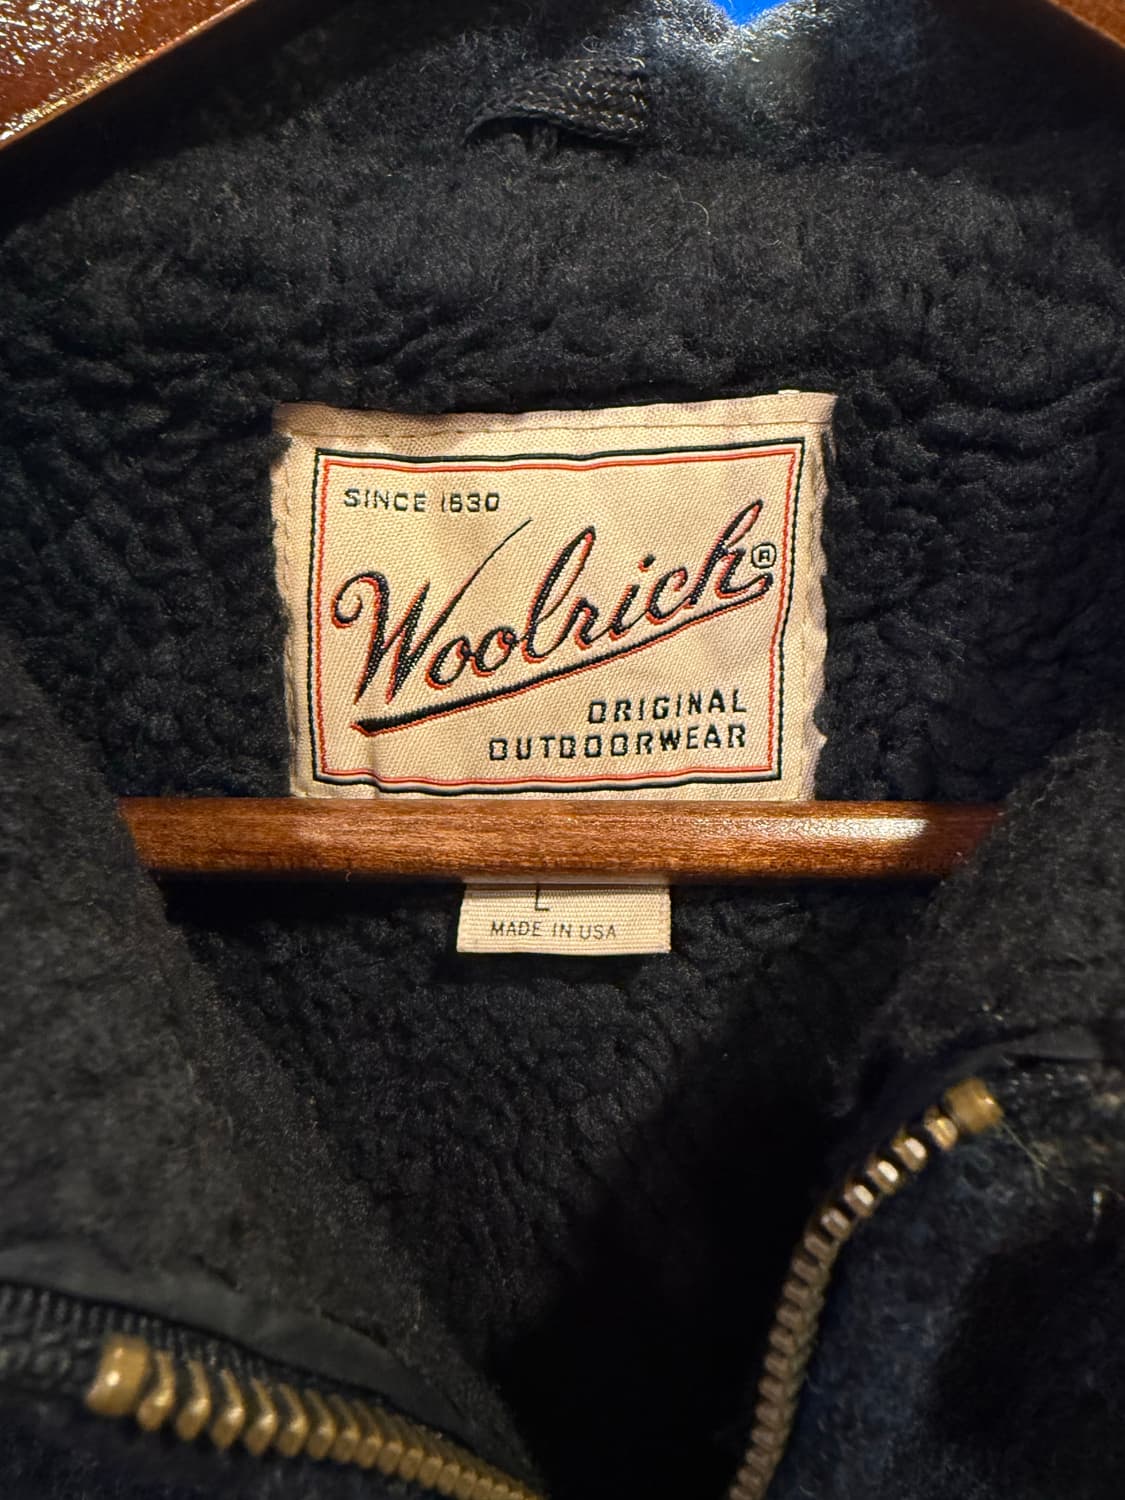 SINCE 1830
Woolrich®
ORIGINAL
OUTDOORWEAR
L
MADE IN USA